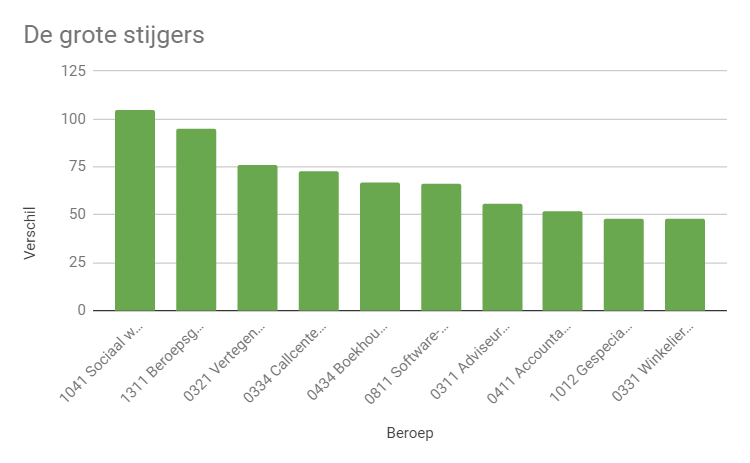 De grote stijgers
125
100
75
50
25
0
Verschil
1041 Sociaal w...
1311 Beroepsg...
0321 Vertegen...
0334 Callcente...
0434 Boekhou...
0811 Software-...
0311 Adviseur...
0411 Accounta...
1012 Gespecia...
0331 Winkelier...
Beroep